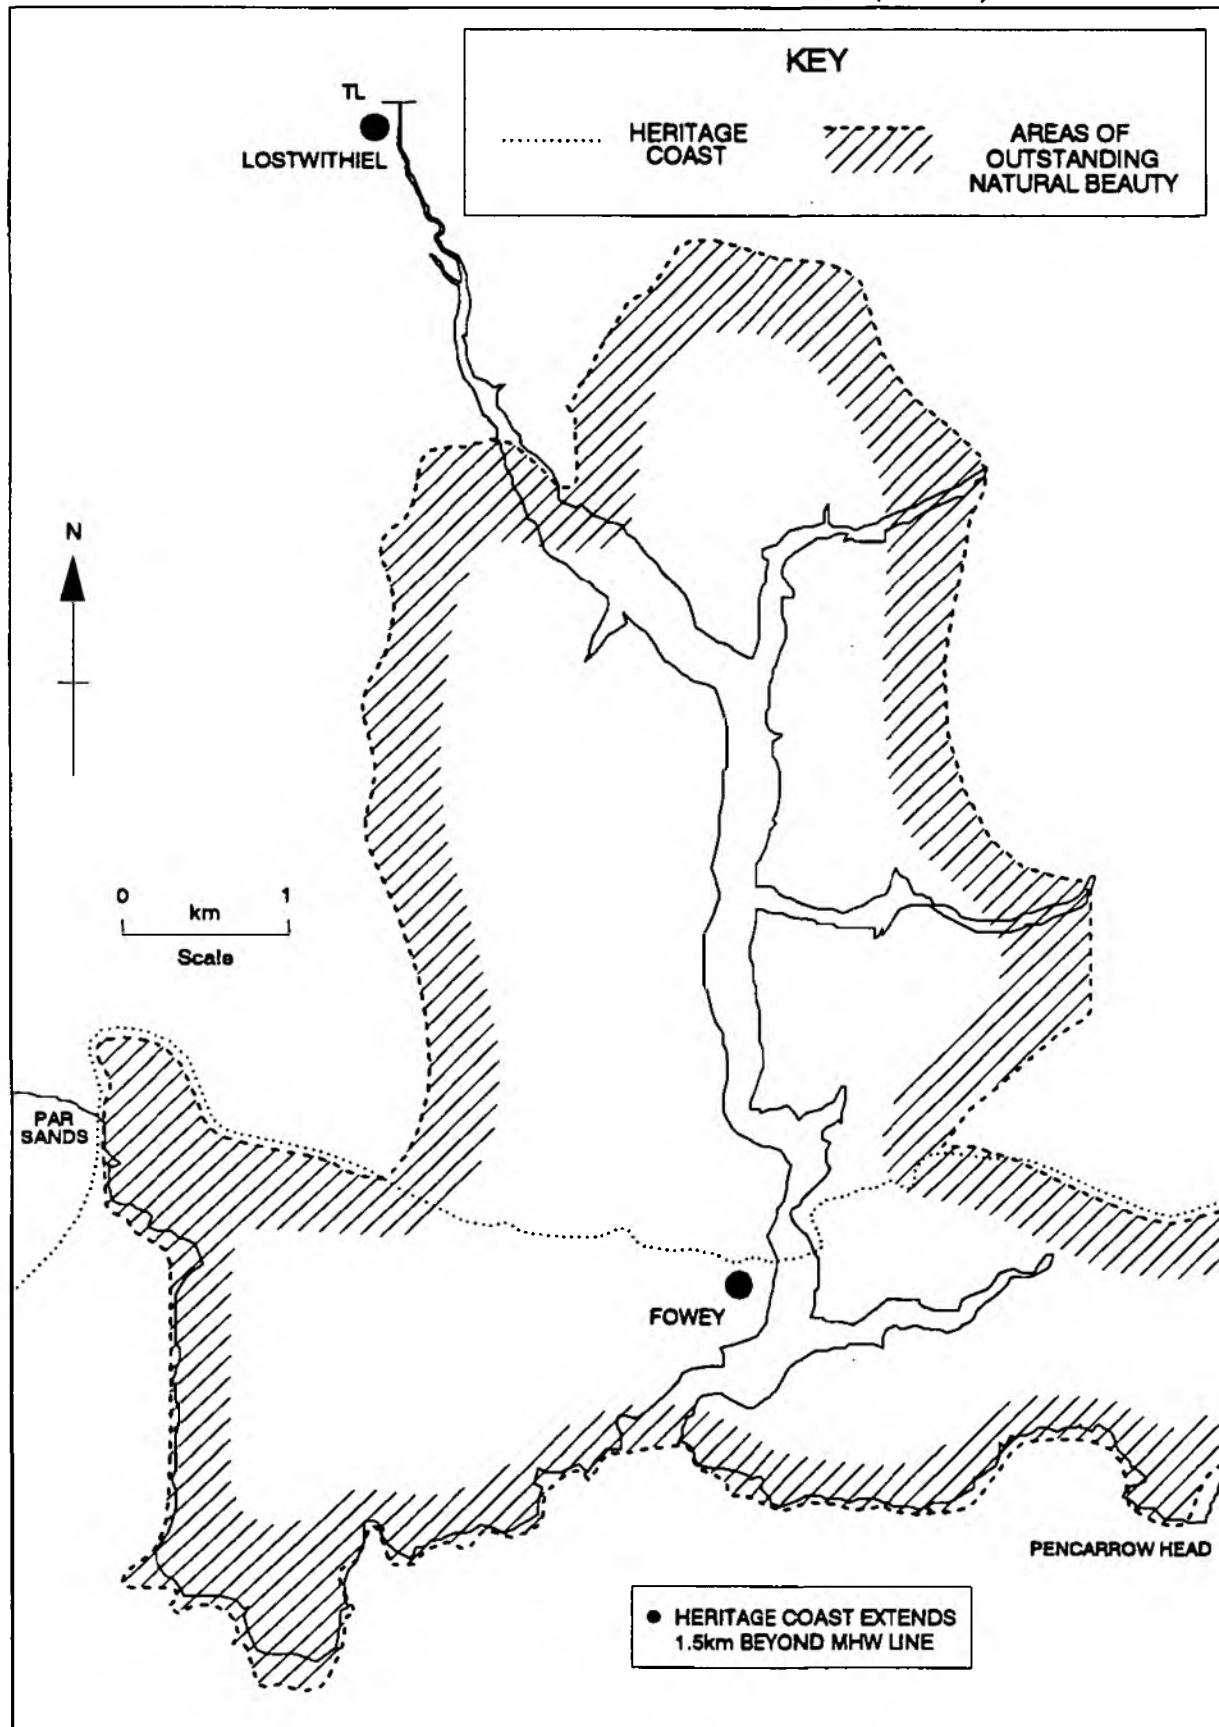 KEY
HERITAGE
COAST
AREAS OF
OUTSTANDING
NATURAL BEAUTY
TL
LOSTWITHIEL
N
0 1
km
Scale
PAR
SANDS
FOWEY
PENCARROW HEAD
● HERITAGE COAST EXTENDS
1.5km BEYOND MHW LINE